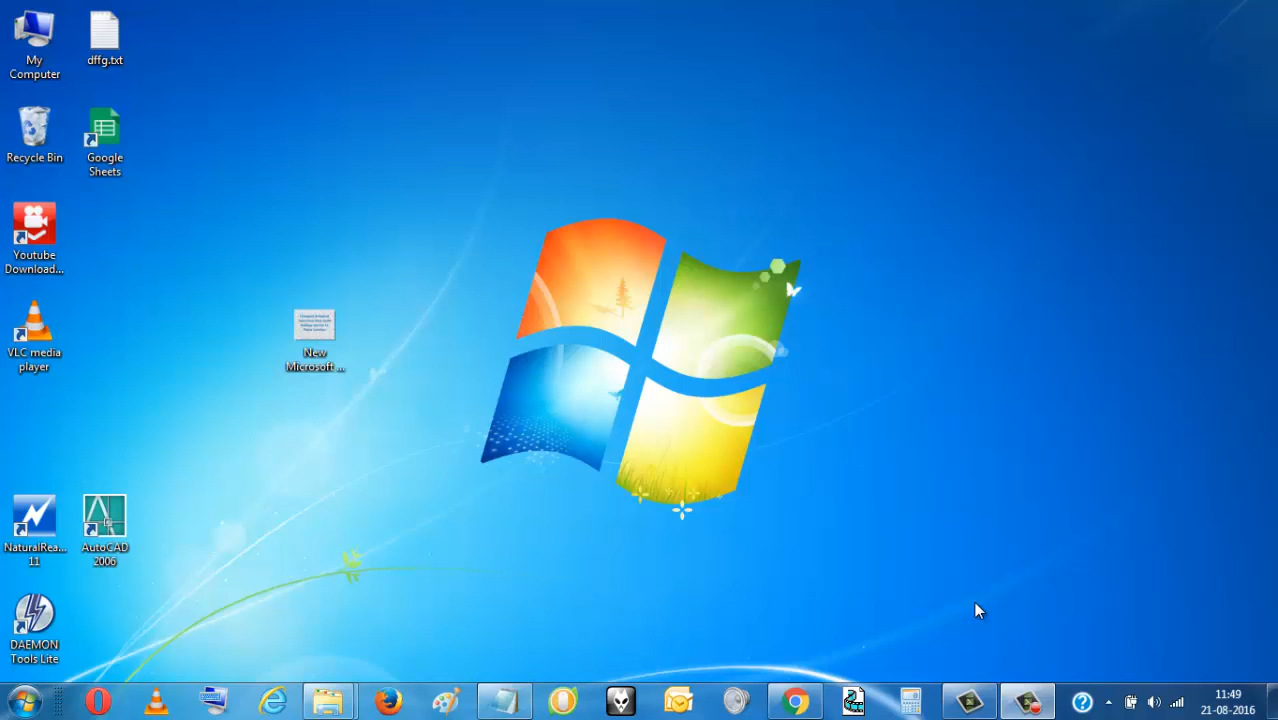 My
Computer
dffg.txt
Recycle Bin
Google
Sheets
Youtube
Download...
VLC media
player
New
Microsoft ...
NaturalRea...
11
AutoCAD
2006
DAEMON
Tools Lite
11:49
21-08-2016